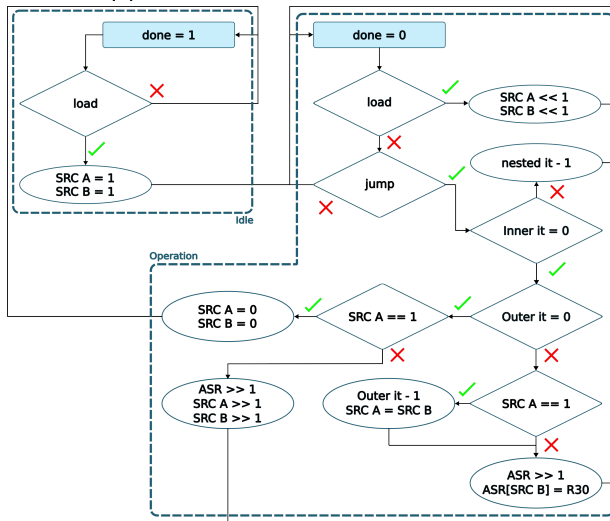 done = 1
done = 0
load
load
SRC A << 1
SRC B << 1
SRC A = 1
SRC B = 1
jump
nested it - 1
Idle
Inner it = 0
Operation
SRC A = 0
SRC B = 0
SRC A == 1
Outer it = 0
ASR >> 1
SRC A >> 1
SRC B >> 1
Outer it - 1
SRC A = SRC B
SRC A == 1
ASR >> 1
ASR[SRC B] = R30